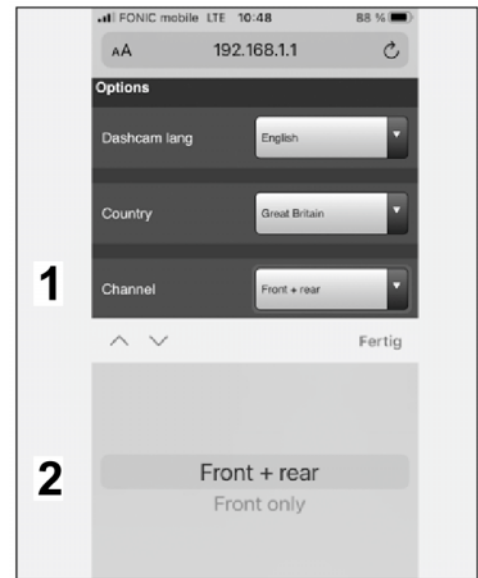 FONIC mobile LTE 10:48 88 %
AA 192.168.1.1
Options
Dashcam lang English
Country Great Britain
1 Channel Front + rear
Fertig
2 Front + rear
Front only